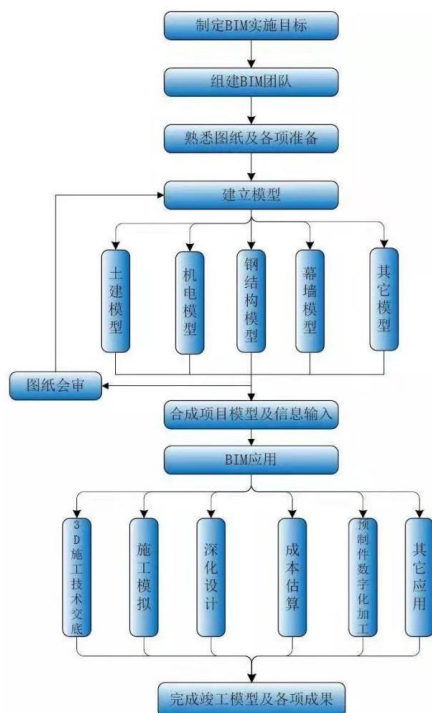 制定BIM实施目标
组建BIM团队
熟悉图纸及各项准备
建立模型
土建模型
机电模型
钢结构模型
幕墙模型
其它模型
图纸会审
合成项目模型及信息输入
BIM应用
3D施工技术交底
施工模拟
深化设计
成本估算
预制件数字化加工
其它应用
完成竣工模型及各项成果